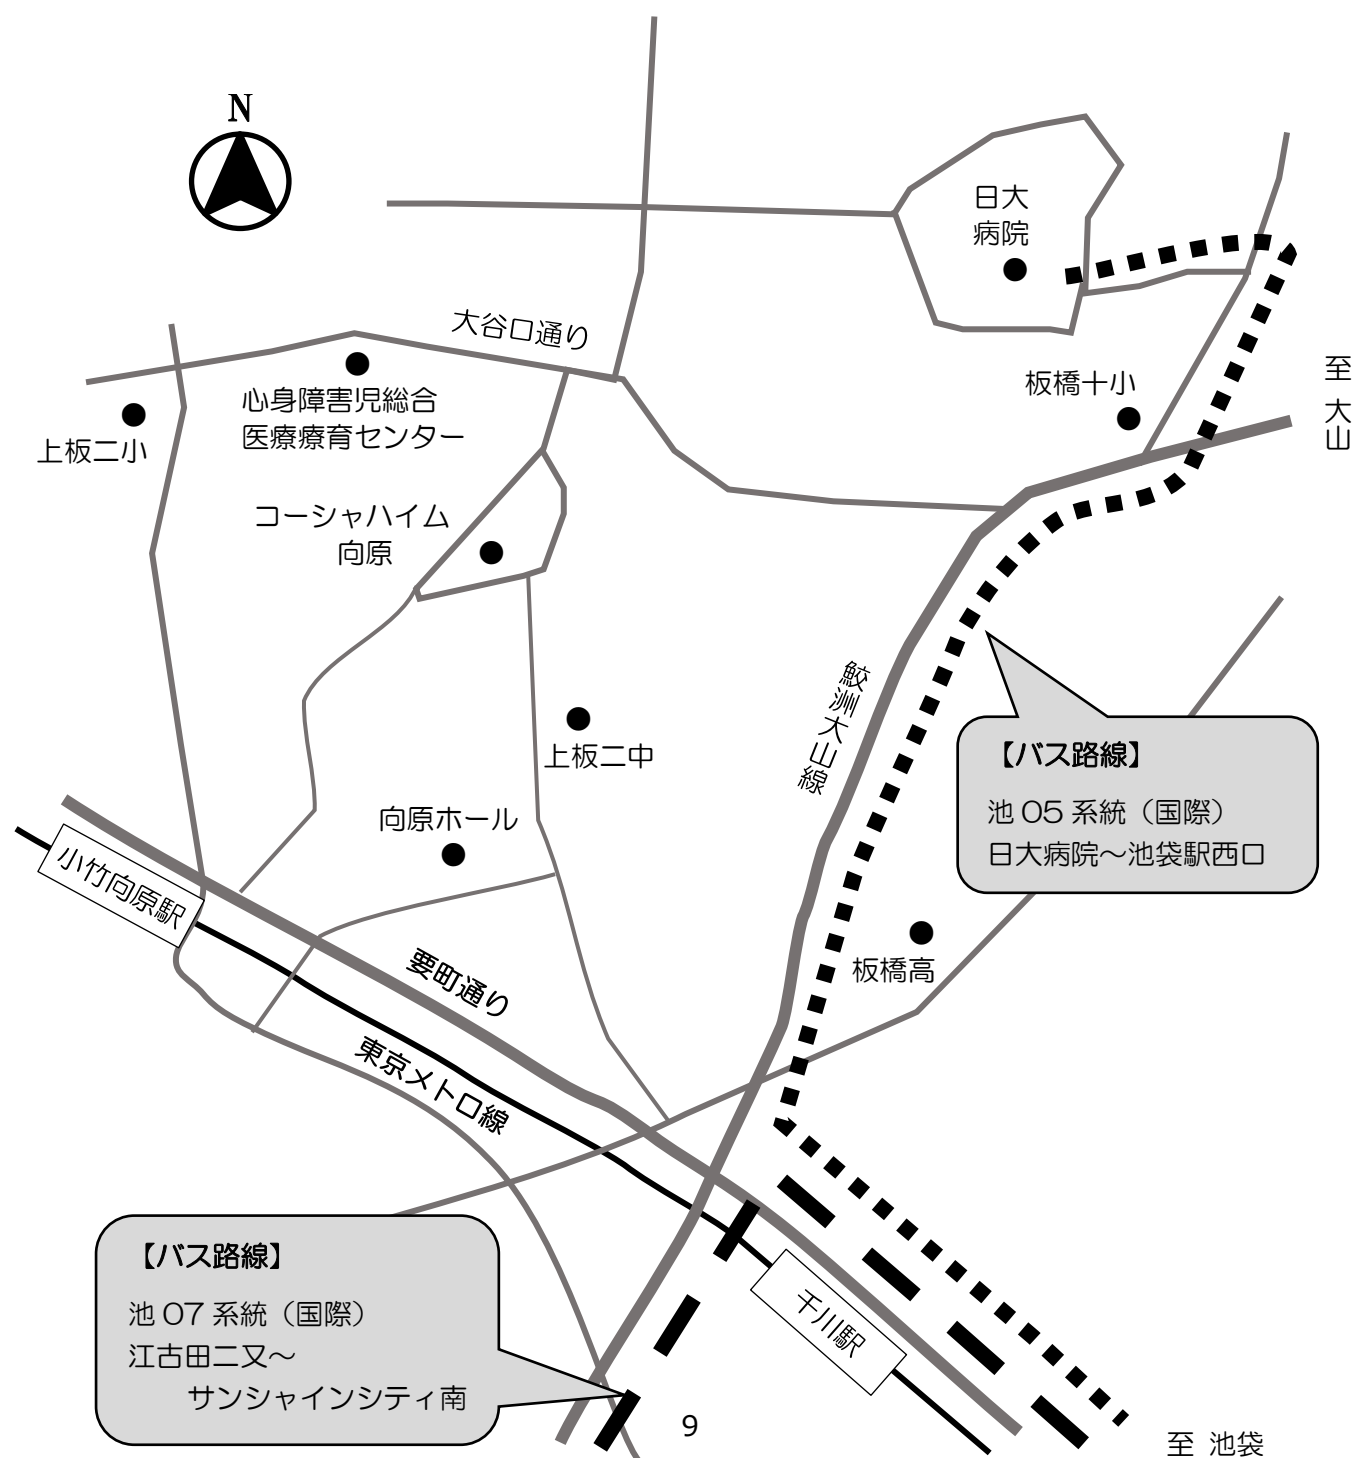 N
日大
病院
大谷口通り
至 大山
板橋十小
心身障害児総合
医療療育センター
上板二小
コーシャハイム
向原
鮫洲大山線
上板二中
【バス路線】
池 05 系統（国際）
日大病院～池袋駅西口
向原ホール
小竹向原駅
板橋高
要町通り
東京メトロ線
【バス路線】
池 07 系統（国際）
江古田二又～
サンシャインシティ南
千川駅
9
至 池袋